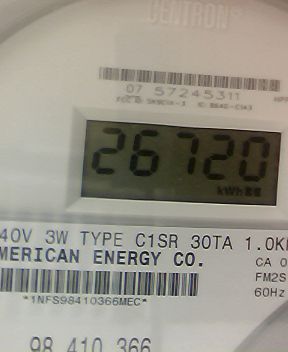 CENTRON
07 57245311
26720
kWh
40V 3W TYPE C1SR 30TA 1.0K
MERICAN ENERGY CO.
CA 0
FM2S
60Hz
*1NFS98410366MEC*
98 410 366